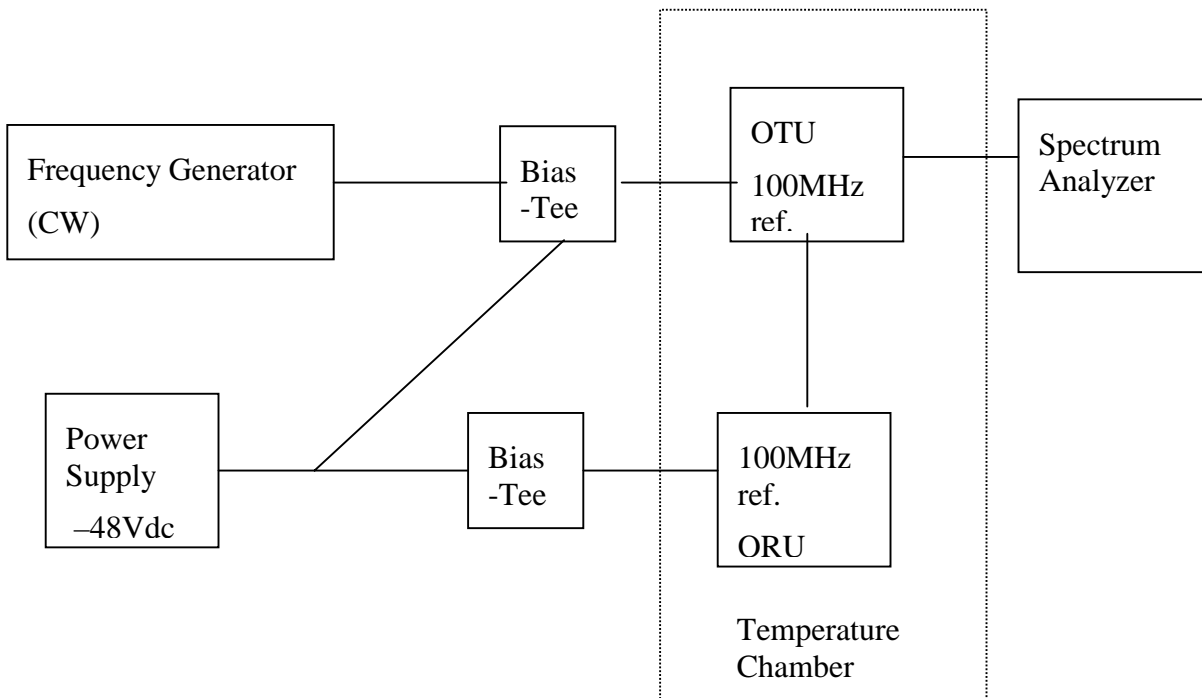 Frequency Generator
(CW)
Bias
-Tee
OTU
100MHz
ref.
Spectrum
Analyzer
Power
Supply
–48Vdc
Bias
-Tee
100MHz
ref.
ORU
Temperature
Chamber